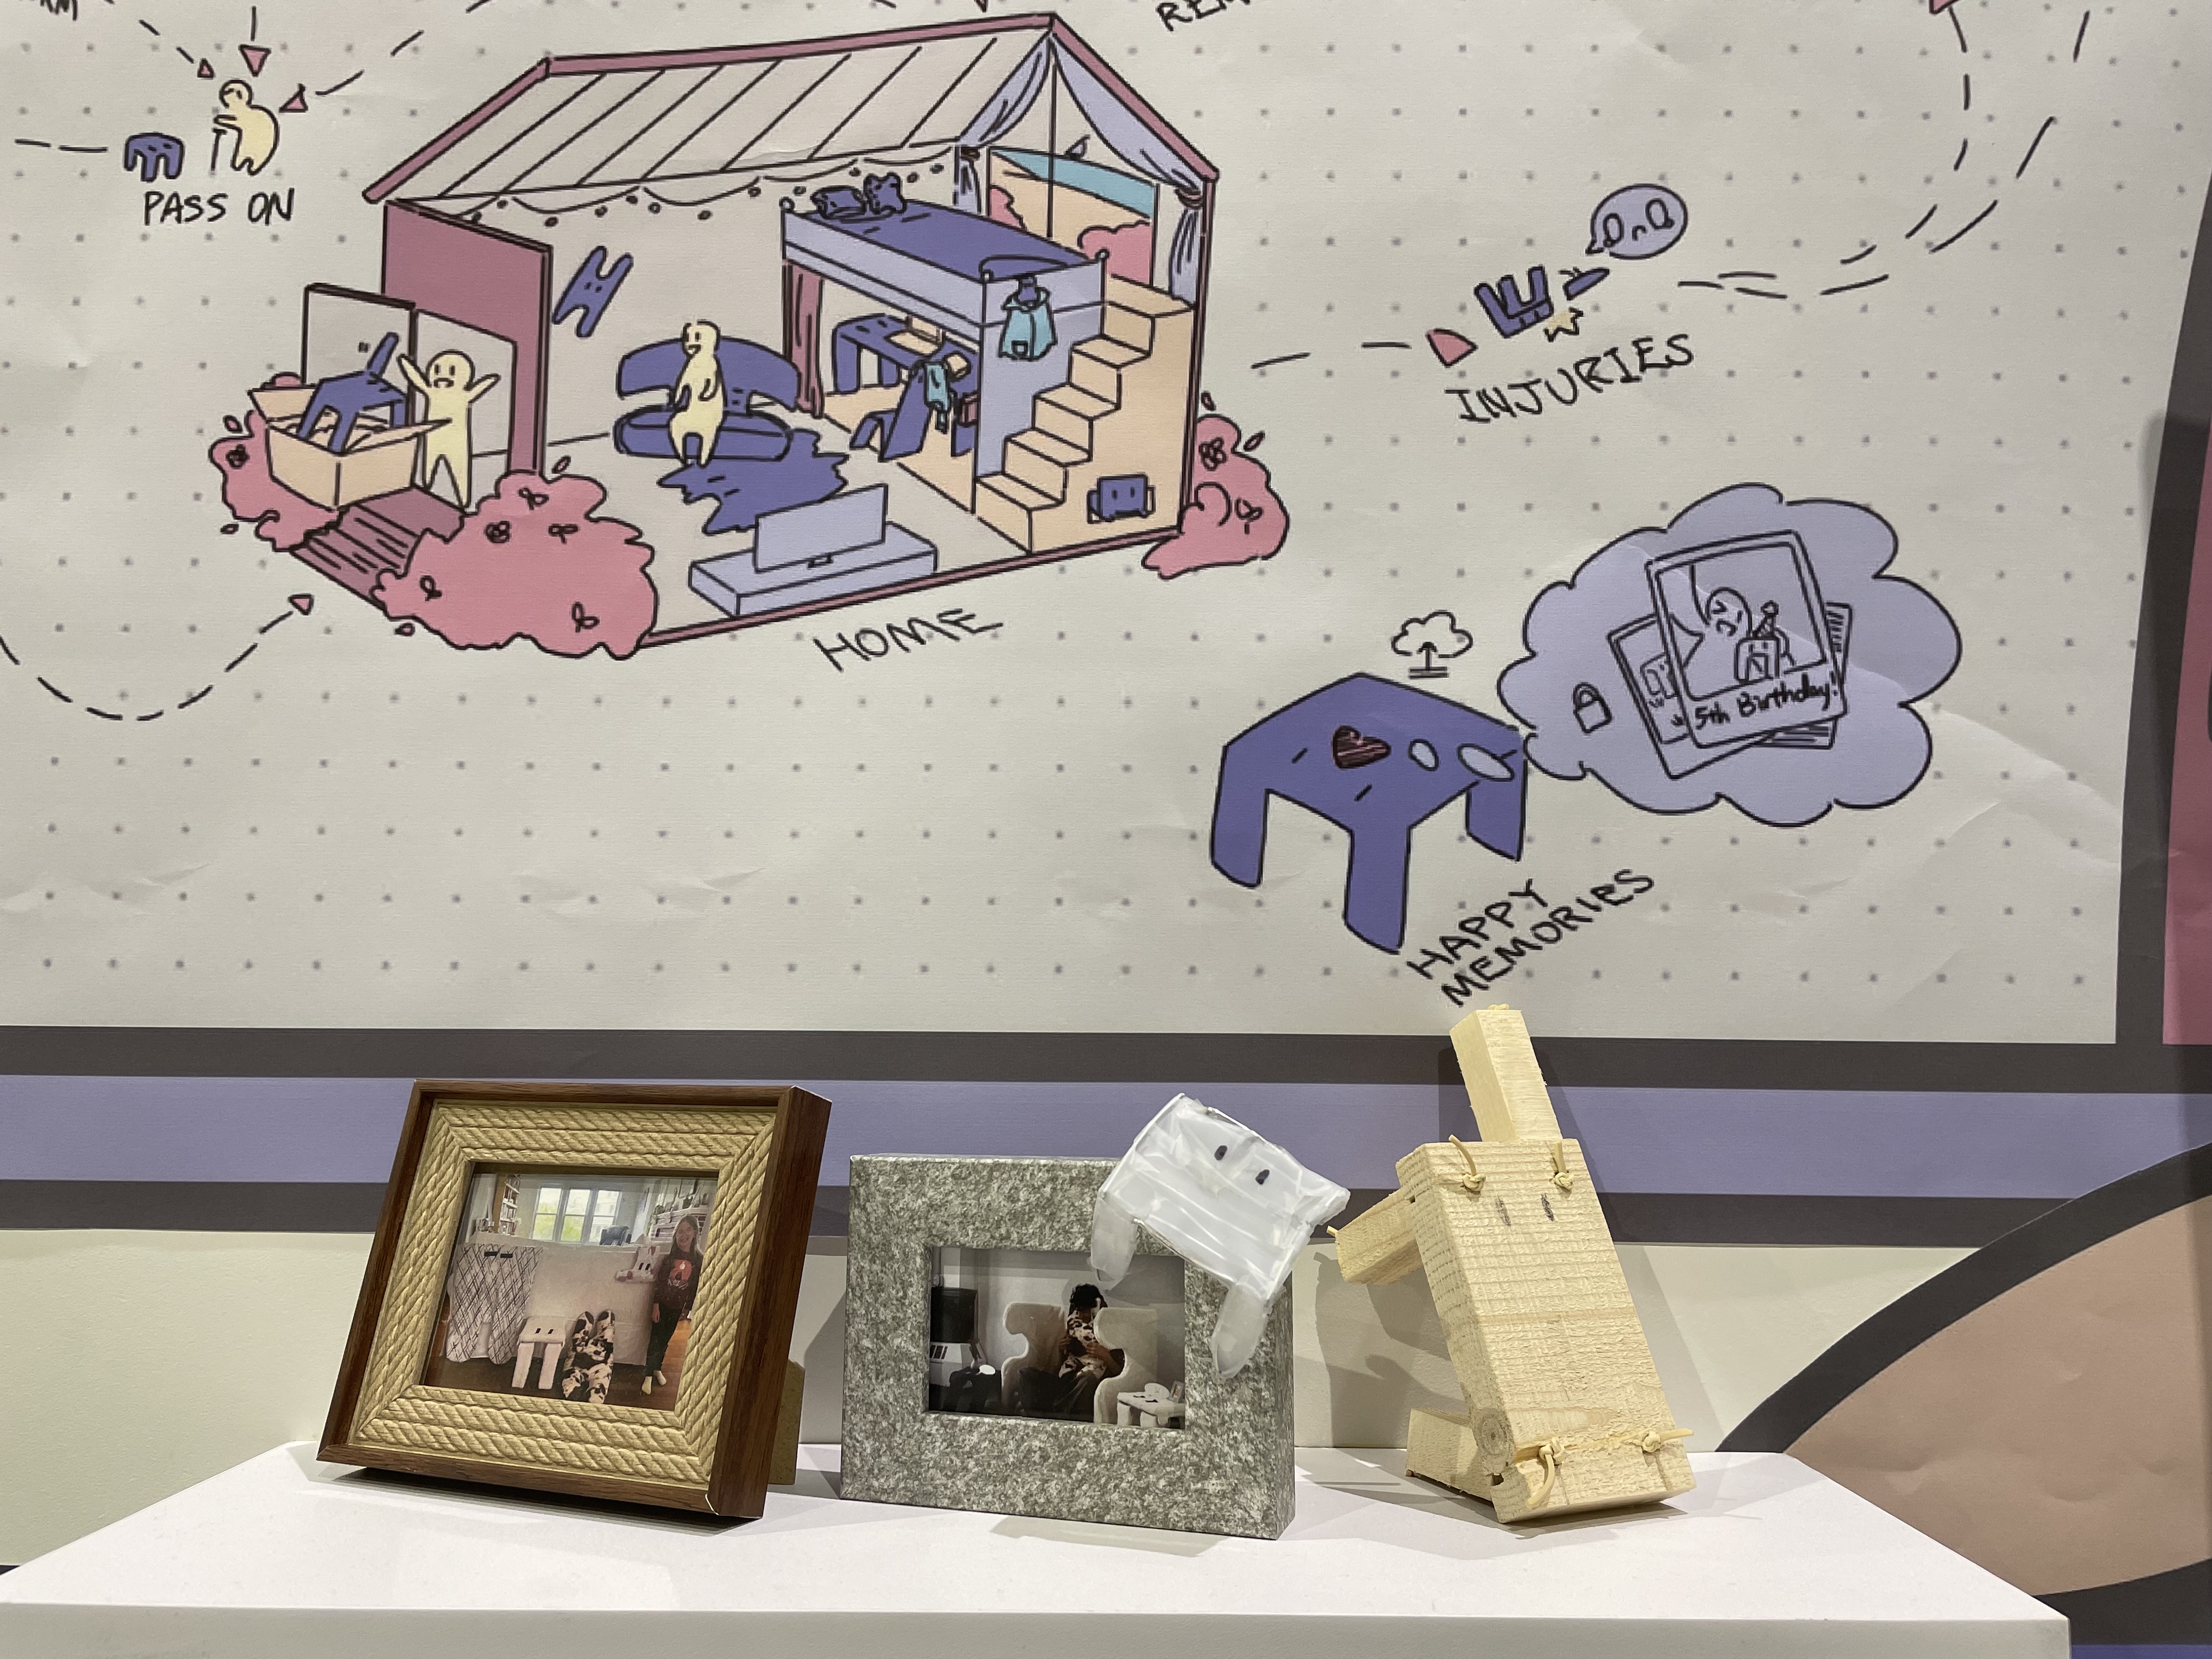 PASS ON
HOME
INJURIES
5th Birthday!
HAPPY
MEMORIES